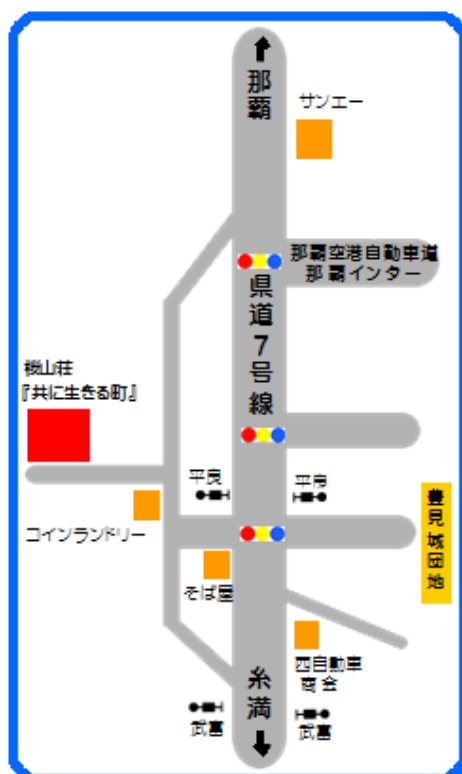 那覇
サンエー
那覇空港自動車道
那覇インター
県道7号線
機山荘
『共に生きる町』
平良
平良
コインランドリー
豊見城団地
そば屋
西自動車
商会
糸満
武富
武富